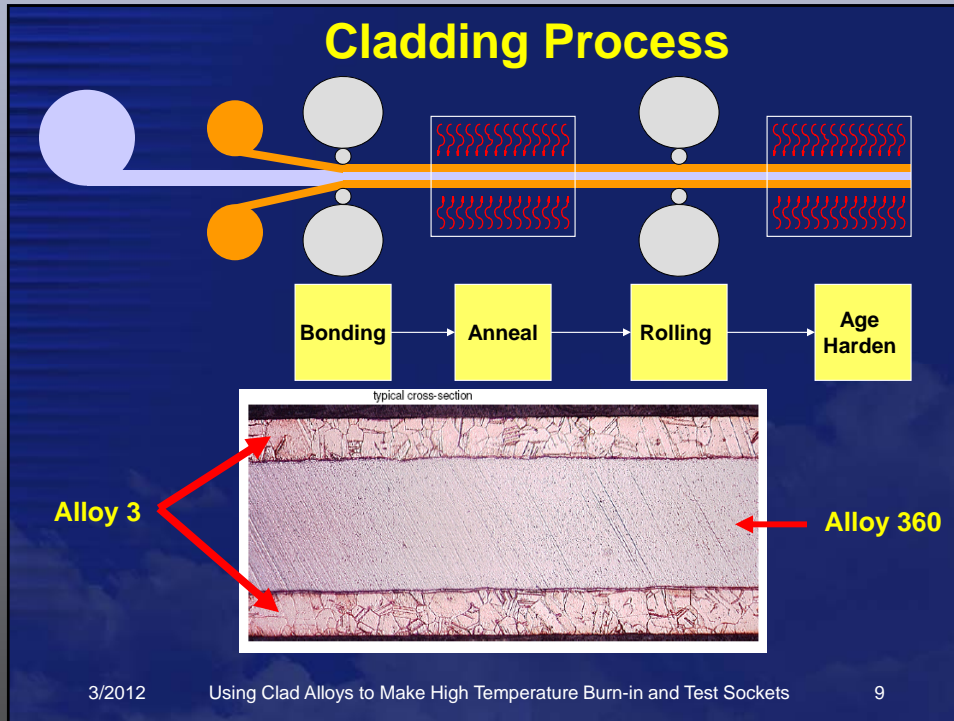 Cladding Process
Bonding
Anneal
Rolling
Age
Harden
typical cross-section
Alloy 3
Alloy 360
3/2012
Using Clad Alloys to Make High Temperature Burn-in and Test Sockets
9